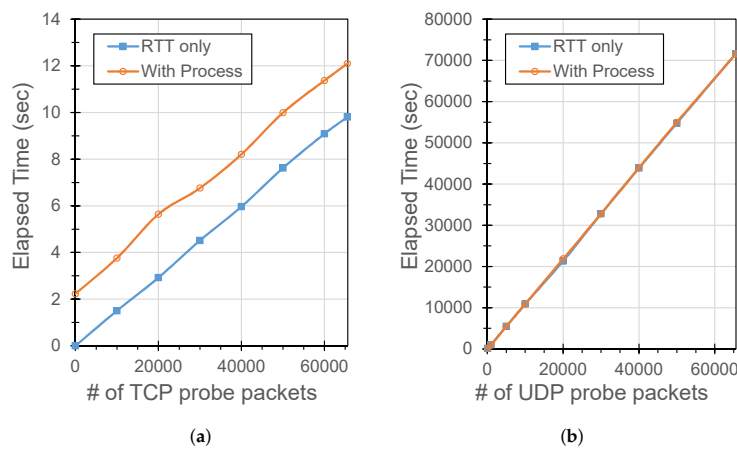 14
12
10
8
6
4
2
0
Elapsed Time (sec)
RTT only
With Process
0
20000
40000
60000
# of TCP probe packets
(a)
80000
70000
60000
50000
40000
30000
20000
10000
0
Elapsed Time (sec)
RTT only
With Process
0
20000
40000
60000
# of UDP probe packets
(b)